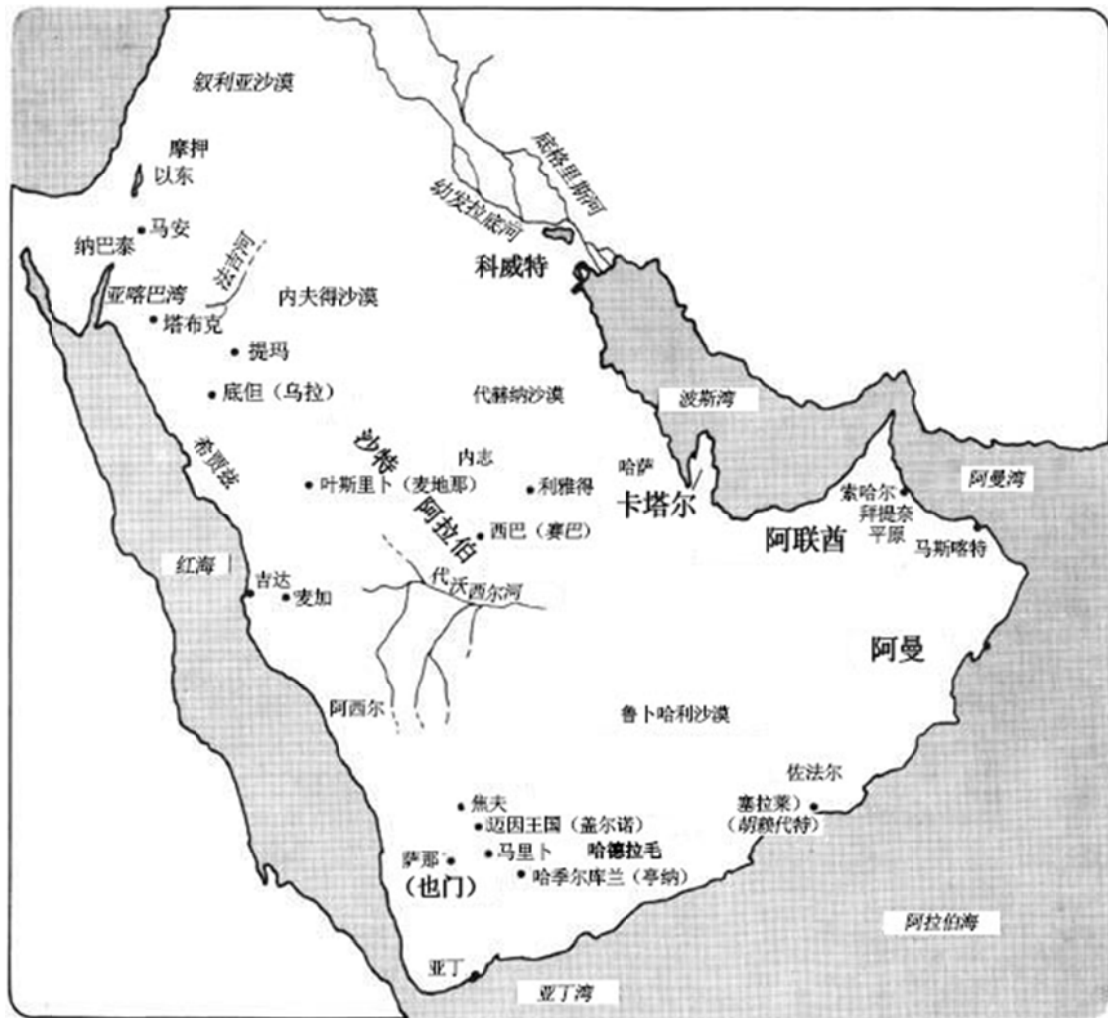 叙利亚沙漠
摩押
以东
底格里斯河
幼发拉底河
马安
纳巴泰
法吉河
科威特
亚喀巴湾
内夫得沙漠
塔布克
提玛
底但（乌拉）
代赫纳沙漠
波斯湾
希贾兹
沙特
阿拉伯
内志
哈萨
叶斯里卜（麦地那）
利雅得
卡塔尔
阿曼湾
索哈尔
拜提奈
平原
阿联酋
西巴（赛巴）
马斯喀特
红海
吉达
麦加
代沃西尔河
阿曼
阿西尔
鲁卜哈利沙漠
佐法尔
焦夫
塞拉莱）
（胡赖代特）
迈因王国（盖尔诺）
萨那
马里卜
哈德拉毛
（也门）
哈季尔库兰（亭纳）
阿拉伯海
亚丁
亚丁湾